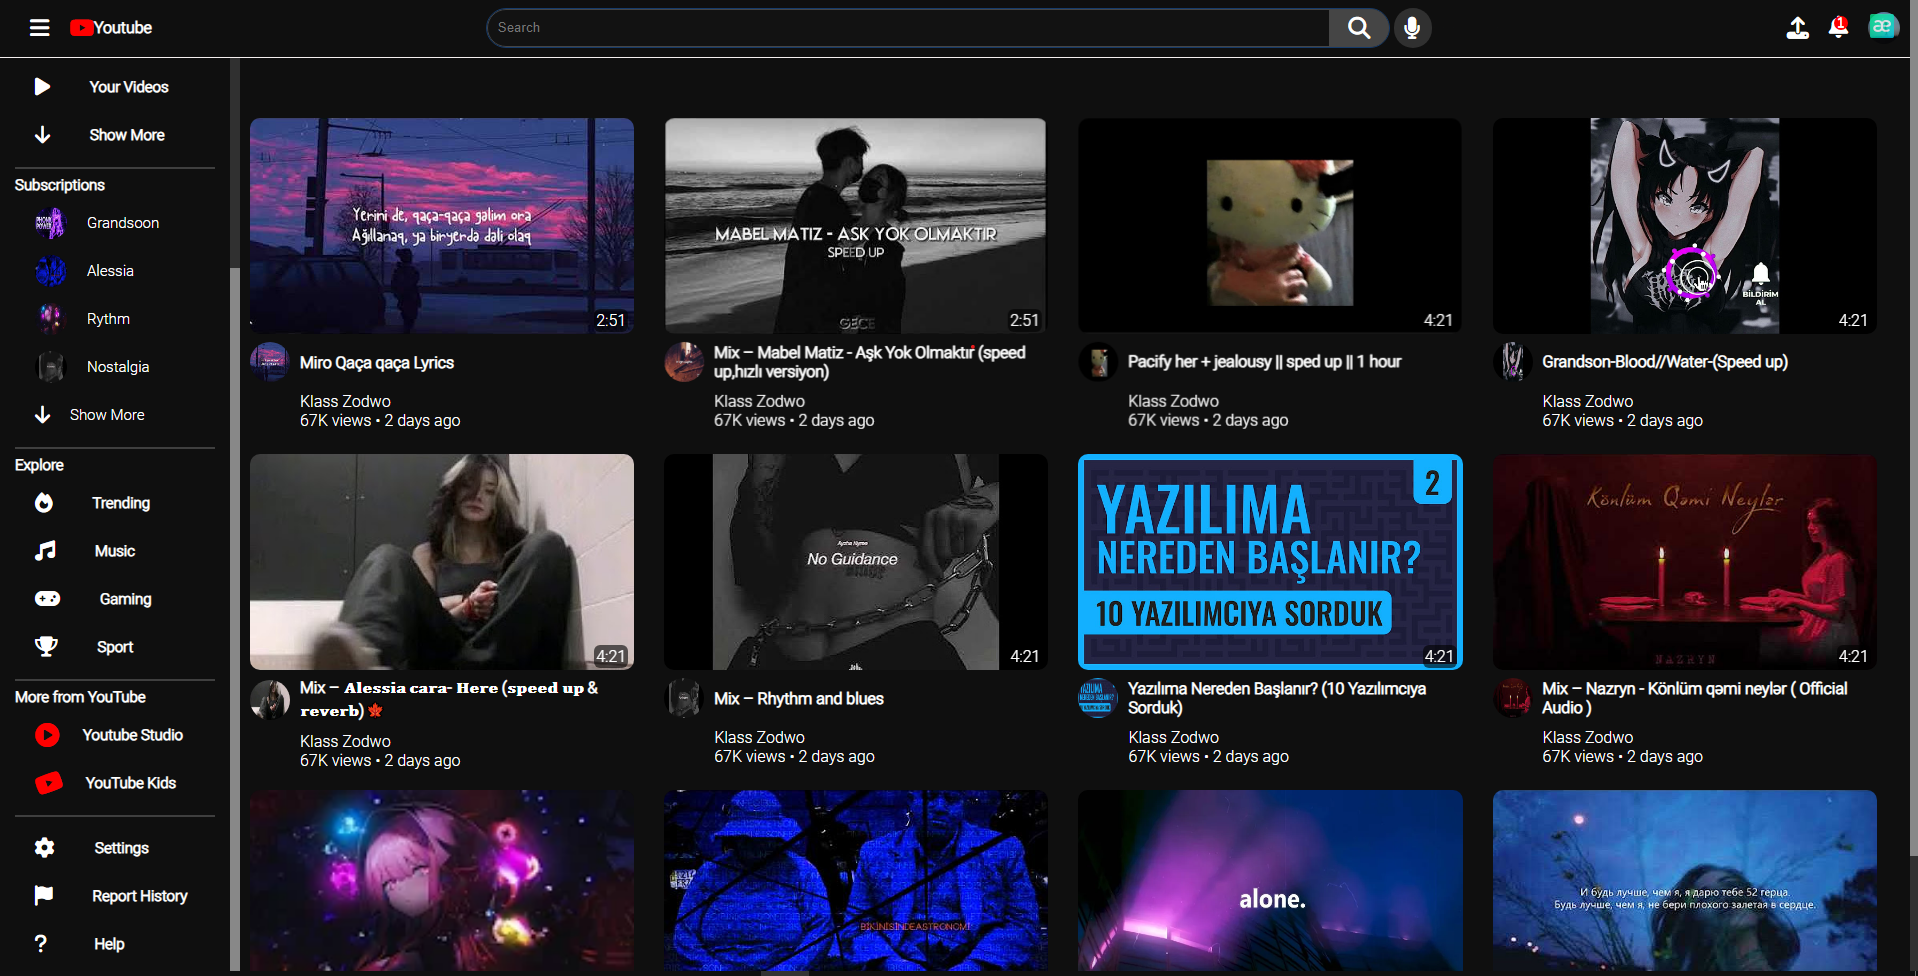 Youtube
Search
1
æ
Your Videos
Show More
Subscriptions
Grandsoon
Alessia
Rythm
Nostalgia
Show More
Explore
Trending
Music
Gaming
Sport
More from YouTube
Youtube Studio
YouTube Kids
Settings
Report History
Help
Yerini de, qaça-qaça gəlim ora
Ağıllanaq, ya biryerdə dəli olaq
2:51
Miro Qaça qaça Lyrics
Klass Zodwo
67K views • 2 days ago
MABEL MATIZ - ASK YOK OLMAKTIR
SPEED UP
GECE
2:51
Mix – Mabel Matiz - Aşk Yok Olmaktır (speed
up,hızlı versiyon)
Klass Zodwo
67K views • 2 days ago
4:21
Pacify her + jealousy || sped up || 1 hour
Klass Zodwo
67K views • 2 days ago
BİLDİRİM
AL
4:21
Grandson-Blood//Water-(Speed up)
Klass Zodwo
67K views • 2 days ago
4:21
Mix – Alessia cara- Here (speed up &
reverb)
Klass Zodwo
67K views • 2 days ago
No Guidance
4:21
Mix – Rhythm and blues
Klass Zodwo
67K views • 2 days ago
2
YAZILIMA
NEREDEN BAŞLANIR?
10 YAZILIMCIYA SORDUK
4:21
Yazılıma Nereden Başlanır? (10 Yazılımcıya
Sorduk)
Klass Zodwo
67K views • 2 days ago
Könlüm Qəmi Neylər
NAZRYN
4:21
Mix – Nazryn - Könlüm qəmi neylər ( Official
Audio )
Klass Zodwo
67K views • 2 days ago
BİKİNİSİNDEASTRONOMİ
alone.
И будь лучше, чем я, я дарю тебе 52 герца.
Будь лучше, чем я, не бери плохого залетая в сердце.